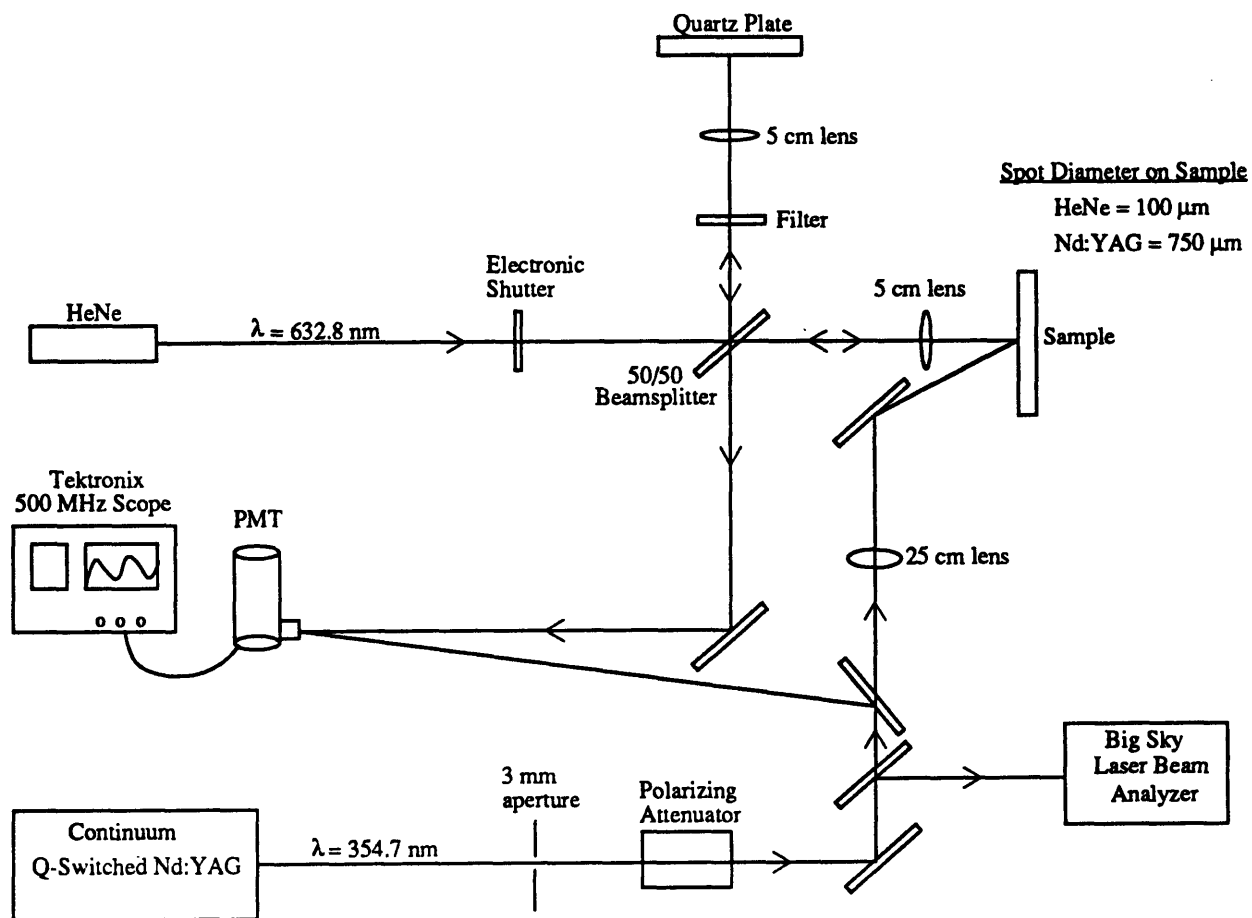 Quartz Plate
5 cm lens
Spot Diameter on Sample
HeNe = 100 µm
Nd:YAG = 750 µm
Filter
Electronic
Shutter
5 cm lens
HeNe
λ = 632.8 nm
Sample
50/50
Beamsplitter
Tektronix
500 MHz Scope
PMT
25 cm lens
3 mm
aperture
Polarizing
Attenuator
Big Sky
Laser Beam
Analyzer
Continuum
Q-Switched Nd:YAG
λ = 354.7 nm